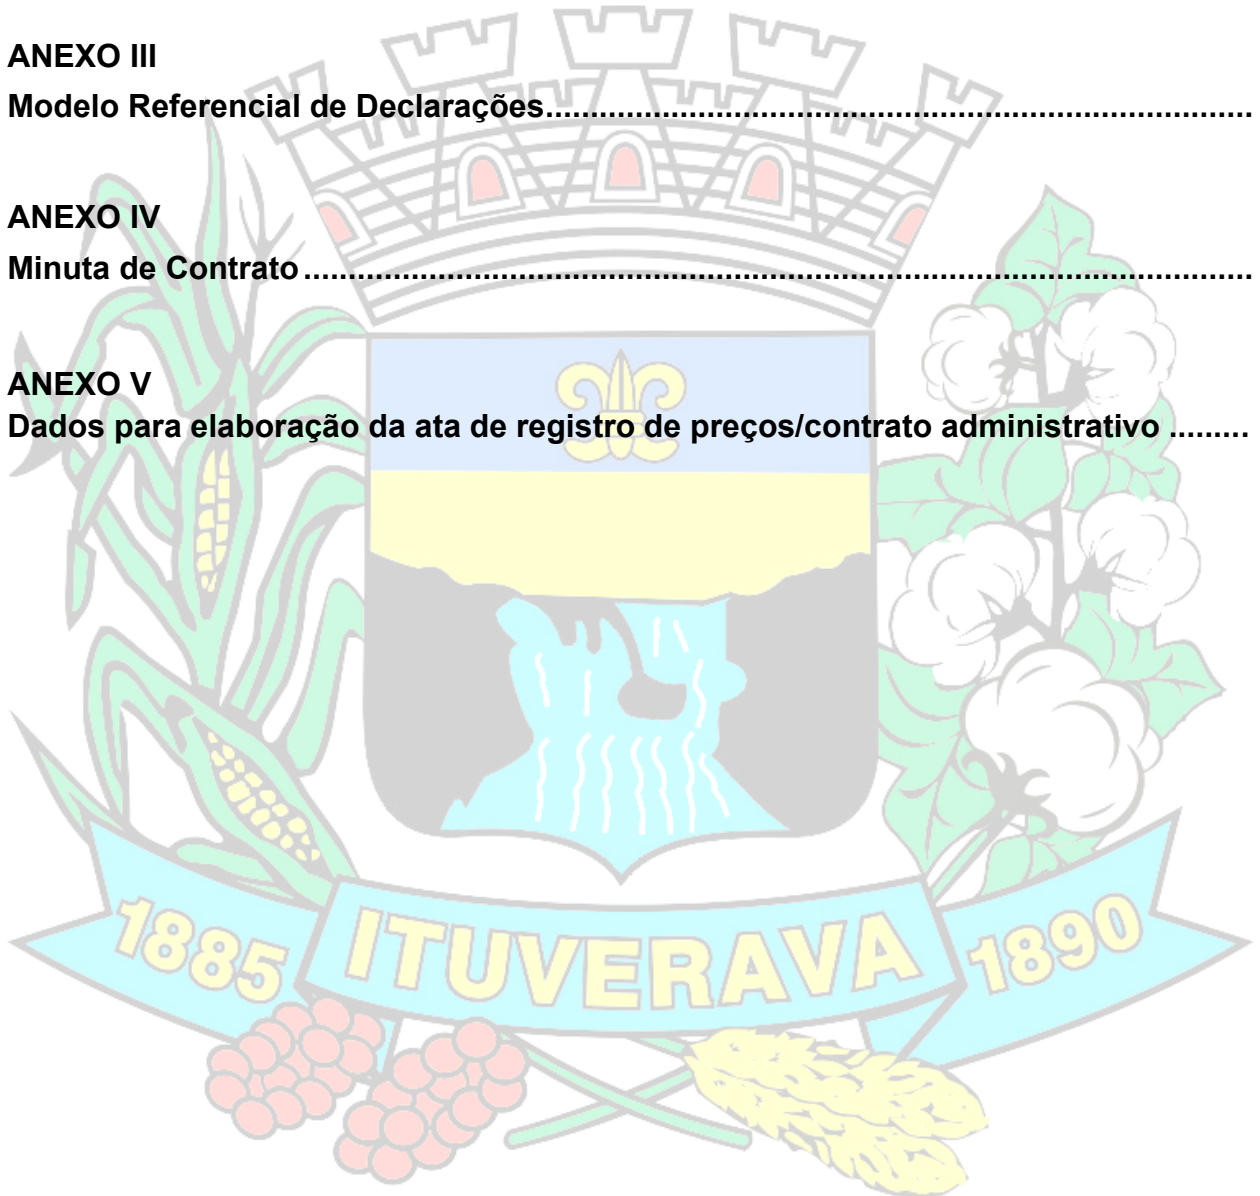 ANEXO III
Modelo Referencial de Declarações...............................................................................
ANEXO IV
Minuta de Contrato..........................................................................................................
ANEXO V
Dados para elaboração da ata de registro de preços/contrato administrativo .........
1885 ITUVERAVA 1890